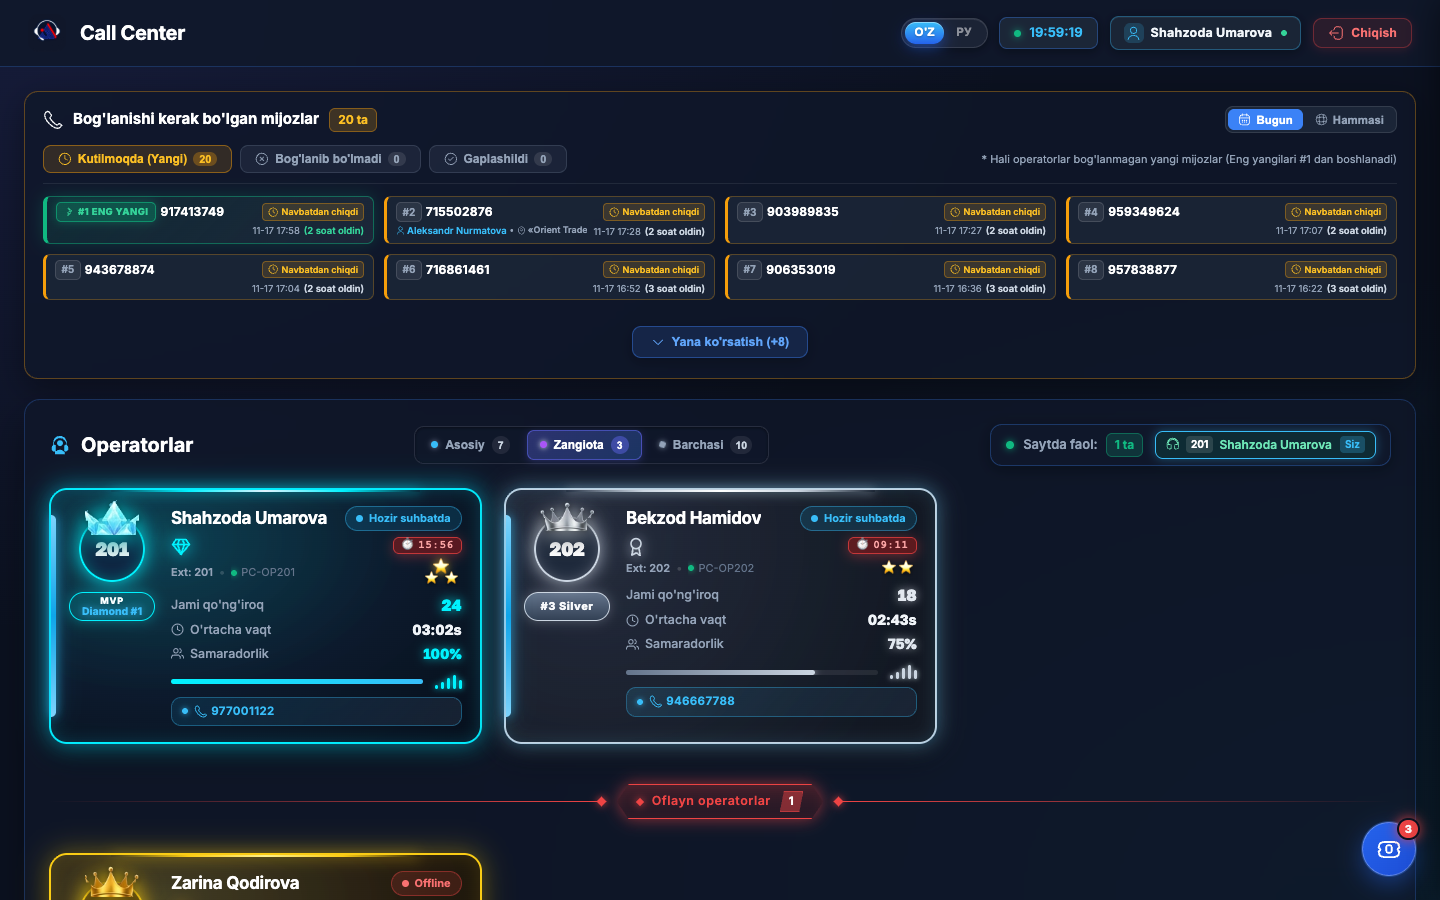 Call Center
O'Z РУ
19:59:19
Shahzoda Umarova
Chiqish
Bog'lanishi kerak bo'lgan mijozlar 20 ta
Bugun Hammasi
Kutilmoqda (Yangi) 20
Bog'lanib bo'lmadi 0
Gaplashildi 0
* Hali operatorlar bog'lanmagan yangi mijozlar (Eng yangilari #1 dan boshlanadi)
#1 ENG YANGI 917413749 Navbatdan chiqdi
11-17 17:58 (2 soat oldin)
#2 715502876 Navbatdan chiqdi
Aleksandr Nurmatova • «Orient Trade 11-17 17:28 (2 soat oldin)
#3 903989835 Navbatdan chiqdi
11-17 17:27 (2 soat oldin)
#4 959349624 Navbatdan chiqdi
11-17 17:07 (2 soat oldin)
#5 943678874 Navbatdan chiqdi
11-17 17:04 (2 soat oldin)
#6 716861461 Navbatdan chiqdi
11-17 16:52 (3 soat oldin)
#7 906353019 Navbatdan chiqdi
11-17 16:36 (3 soat oldin)
#8 957838877 Navbatdan chiqdi
11-17 16:22 (3 soat oldin)
Yana ko'rsatish (+8)
Operatorlar
Asosiy 7
Zangiota 3
Barchasi 10
Saytda faol: 1 ta
201 Shahzoda Umarova Siz
201
MVP
Diamond #1
Shahzoda Umarova
Hozir suhbatda
15:56
Ext: 201 • PC-OP201
Jami qo'ng'iroq 24
O'rtacha vaqt 03:02s
Samaradorlik 100%
977001122
202
#3 Silver
Bekzod Hamidov
Hozir suhbatda
09:11
Ext: 202 • PC-OP202
Jami qo'ng'iroq 18
O'rtacha vaqt 02:43s
Samaradorlik 75%
946667788
Oflayn operatorlar 1
Zarina Qodirova
Offline
3